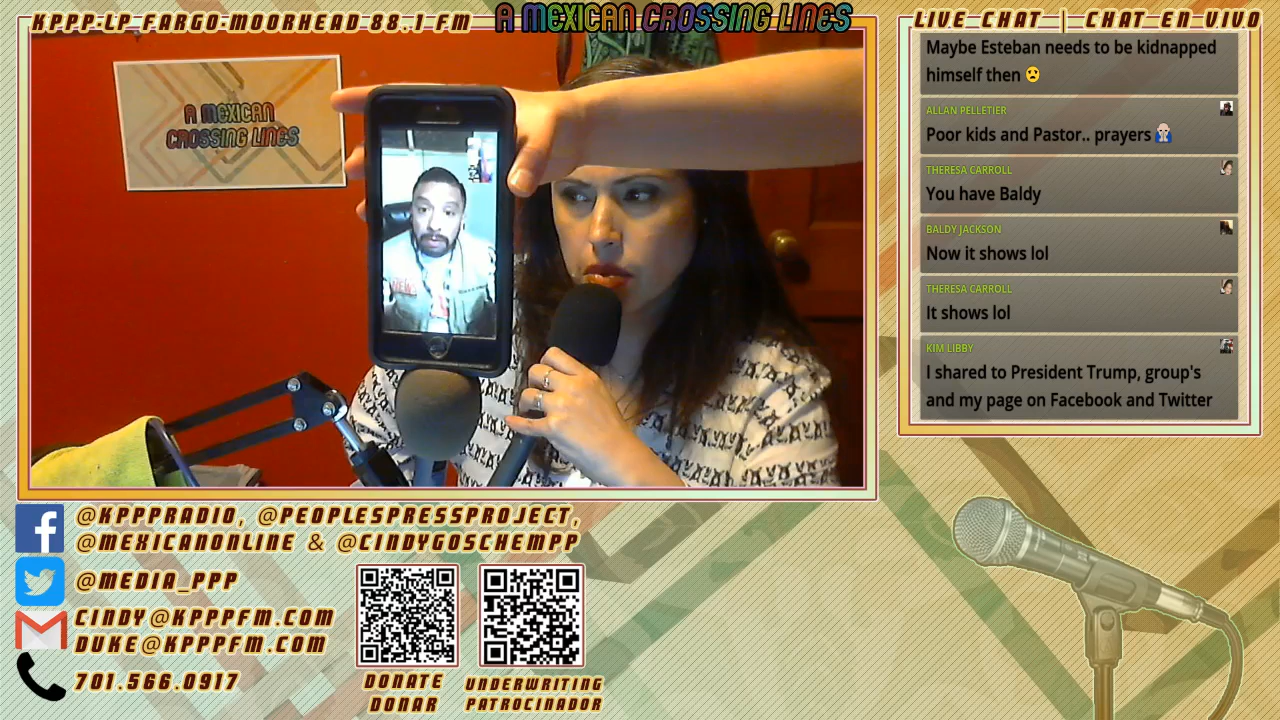 KPPP-LP FARGO-MOORHEAD 88.1 FM
A MEXICAN CROSSING LINES
LIVE CHAT | CHAT EN VIVO
A MEXICAN
CROSSING LINES
Maybe Esteban needs to be kidnapped
himself then 😟
ALLAN PELLETIER
Poor kids and Pastor.. prayers
THERESA CARROLL
You have Baldy
BALDY JACKSON
Now it shows lol
THERESA CARROLL
It shows lol
KIM LIBBY
I shared to President Trump, group's
and my page on Facebook and Twitter
@KPPPRADIO, @PEOPLESPRESSPROJECT,
@MEXICANONLINE & @CINDYGOSCHEMPP
@MEDIA_PPP
CINDY@KPPPFM.COM
DUKE@KPPPFM.COM
701.566.0917
DONATE
DONAR
UNDERWRITING
PATROCINADOR